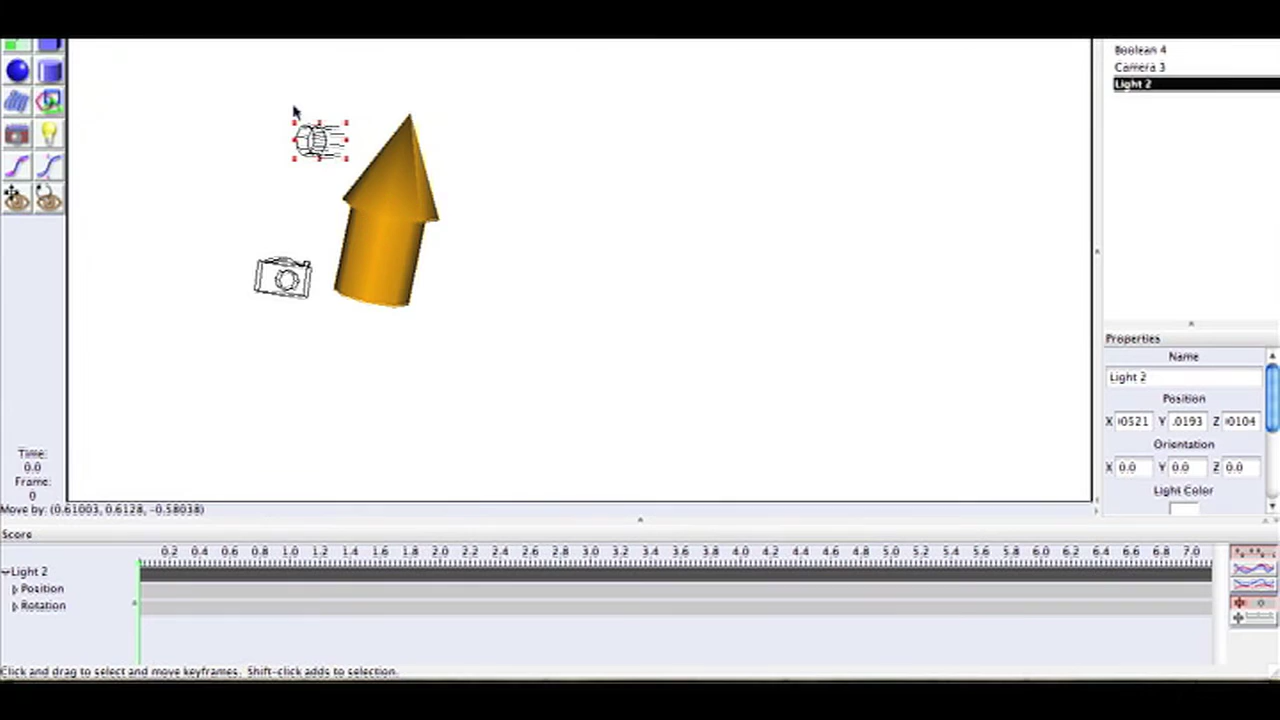 Boolean 4
Camera 3
Light 2
Properties
Name
Light 2
Position
X 0521 Y .0193 Z 0104
Orientation
X 0.0 Y 0.0 Z 0.0
Light Color
Time:
0.0
Frame:
0
Move by: (0.61003, 0.6128, -0.58038)
Score
0.2 0.4 0.6 0.8 1.0 1.2 1.4 1.6 1.8 2.0 2.2 2.4 2.6 2.8 3.0 3.2 3.4 3.6 3.8 4.0 4.2 4.4 4.6 4.8 5.0 5.2 5.4 5.6 5.8 6.0 6.2 6.4 6.6 6.8 7.0
Light 2
Position
Rotation
Click and drag to select and move keyframes. Shift-click adds to selection.